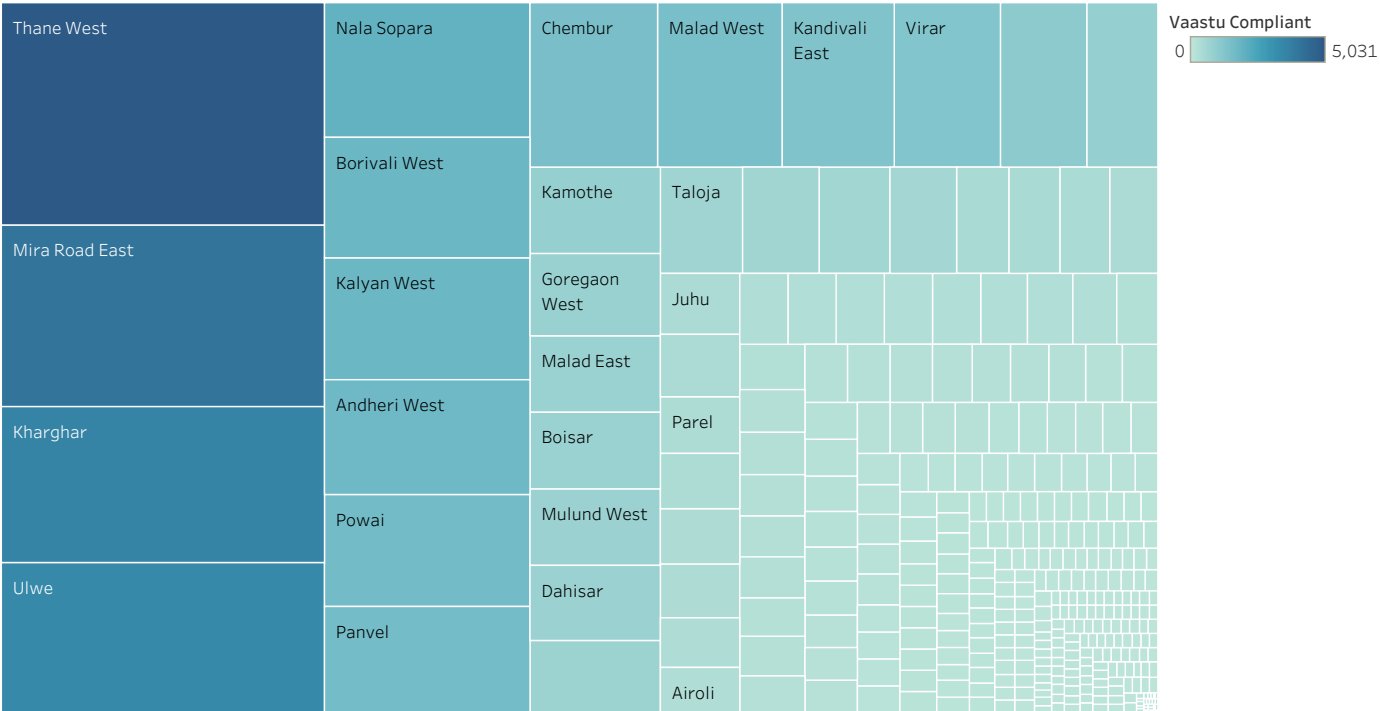 Thane West
Mira Road East
Kharghar
Ulwe
Nala Sopara
Borivali West
Kalyan West
Andheri West
Powai
Panvel
Chembur
Malad West
Kandivali
East
Virar
Kamothe
Goregaon
West
Malad East
Boisar
Mulund West
Dahisar
Taloja
Juhu
Parel
Airoli
Vaastu Compliant
0
5,031